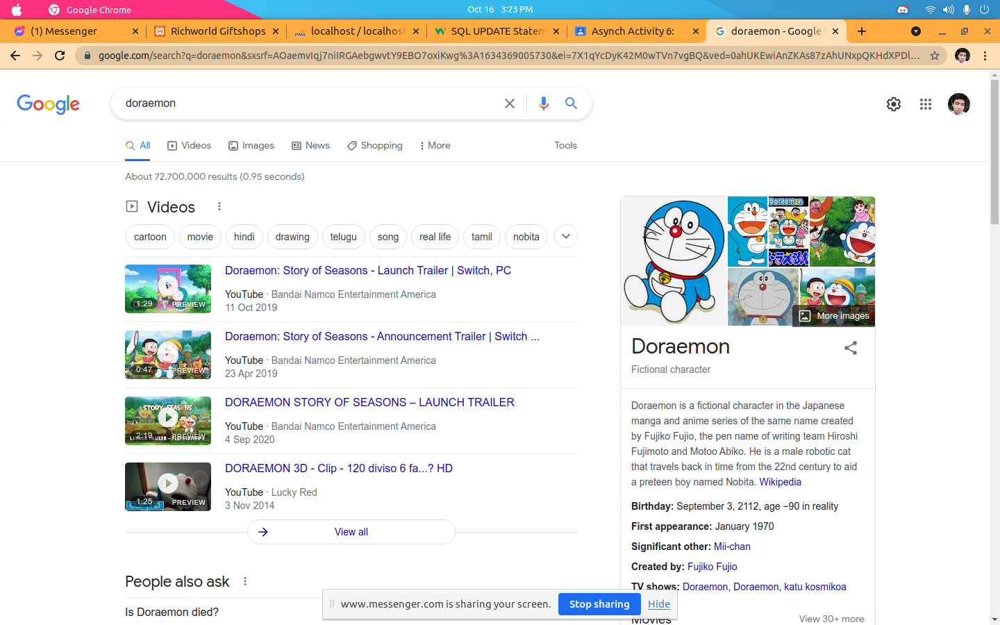 Google Chrome
Oct 16 3:23 PM
(1) Messenger
Richworld Giftshops
localhost / localhost
SQL UPDATE Statem
Asynch Activity 6:
doraemon - Google S
google.com/search?q=doraemon&sxsrf=AOaemvIqj7niIRGAebgwvtY9EBO7oxiKwg%3A1634369005730&ei=7X1qYcDyK42M0wTVn7vgBQ&ved=0ahUKEwiAnZKAs87zAhUNxpQKHdXPDl...
Google
doraemon
All
Videos
Images
News
Shopping
More
Tools
About 72,700,000 results (0.95 seconds)
Videos
cartoon
movie
hindi
drawing
telugu
song
real life
tamil
nobita
1:29
PREVIEW
Doraemon: Story of Seasons - Launch Trailer | Switch, PC
YouTube · Bandai Namco Entertainment America
11 Oct 2019
0:47
PREVIEW
Doraemon: Story of Seasons - Announcement Trailer | Switch ...
YouTube · Bandai Namco Entertainment America
23 Apr 2019
STORY OF SEASONS
2:19
PREVIEW
DORAEMON STORY OF SEASONS – LAUNCH TRAILER
YouTube · Bandai Namco Entertainment America
4 Sep 2020
1:25
PREVIEW
CLIP | HD
DORAEMON 3D - Clip - 120 diviso 6 fa...? HD
YouTube · Lucky Red
3 Nov 2014
View all
People also ask
Is Doraemon died?
Doraemon
ドラえもん
More images
Doraemon
Fictional character
Doraemon is a fictional character in the Japanese
manga and anime series of the same name created
by Fujiko Fujio, the pen name of writing team Hiroshi
Fujimoto and Motoo Abiko. He is a male robotic cat
that travels back in time from the 22nd century to aid
a preteen boy named Nobita. Wikipedia
Birthday: September 3, 2112, age −90 in reality
First appearance: January 1970
Significant other: Mii-chan
Created by: Fujiko Fujio
TV shows: Doraemon, Doraemon, katu kosmikoa
Movies
View 30+ more
www.messenger.com is sharing your screen.
Stop sharing
Hide